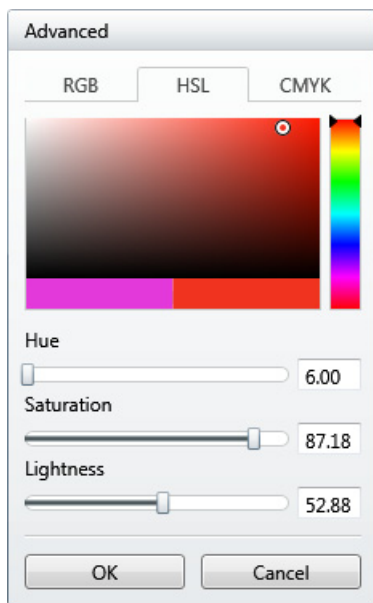 Advanced
RGB HSL CMYK
Hue
6.00
Saturation
87.18
Lightness
52.88
OK Cancel